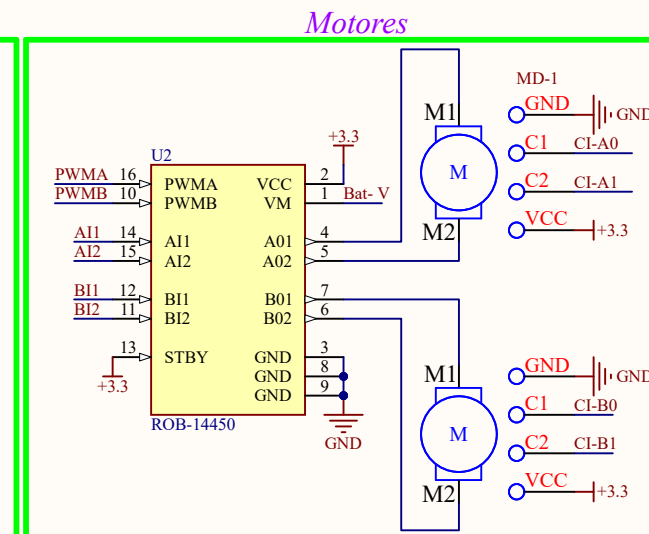 Motores
MD-1
U2
+3.3
PWMA 16 PWMA VCC 2
PWMB 10 PWMB VM 1 Bat- V
AI1 14 AI1 A01 4
AI2 15 AI2 A02 5
BI1 12 BI1 B01 7
BI2 11 BI2 B02 6
13 STBY GND 3
+3.3
GND 8
GND 9
ROB-14450
GND
M1
M
M2
GND GND
C1 CI-A0
C2 CI-A1
VCC +3.3
M1
M
M2
GND GND
C1 CI-B0
C2 CI-B1
VCC +3.3